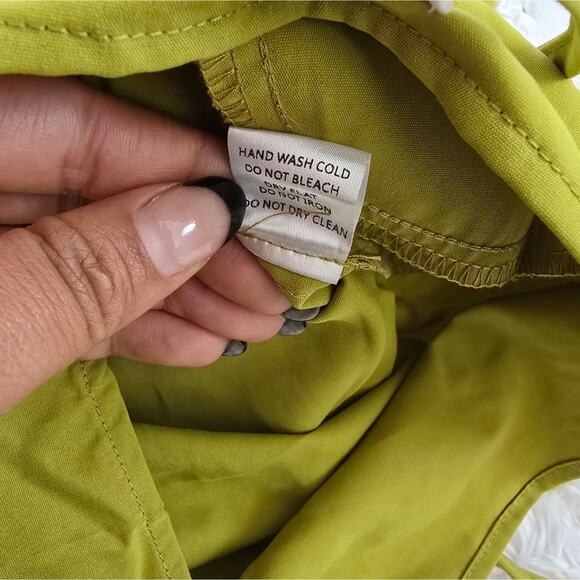 HAND WASH COLD
DO NOT BLEACH
DRY FLAT
DO NOT IRON
DO NOT DRY CLEAN